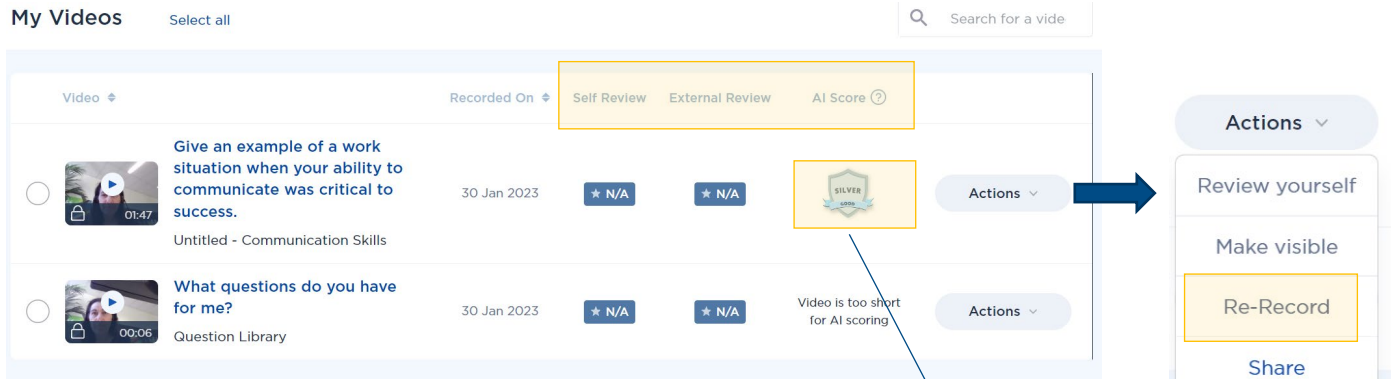 My Videos
Select all
Search for a vide
Video
Recorded On
Self Review
External Review
AI Score ?
Give an example of a work
situation when your ability to
communicate was critical to
success.
Untitled - Communication Skills
01:47
30 Jan 2023
N/A
N/A
SILVER
GOOD
Actions
What questions do you have
for me?
Question Library
00:06
30 Jan 2023
N/A
N/A
Video is too short
for AI scoring
Actions
Actions
Review yourself
Make visible
Re-Record
Share